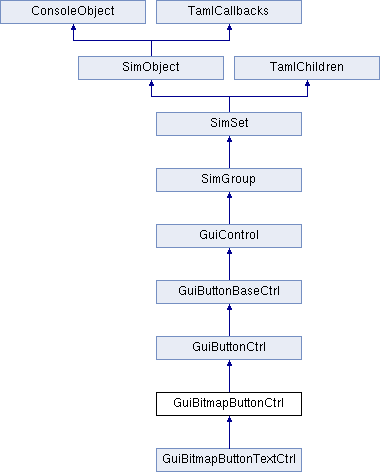 ConsoleObject
TamlCallbacks
SimObject
TamlChildren
SimSet
SimGroup
GuiControl
GuiButtonBaseCtrl
GuiButtonCtrl
GuiBitmapButtonCtrl
GuiBitmapButtonTextCtrl